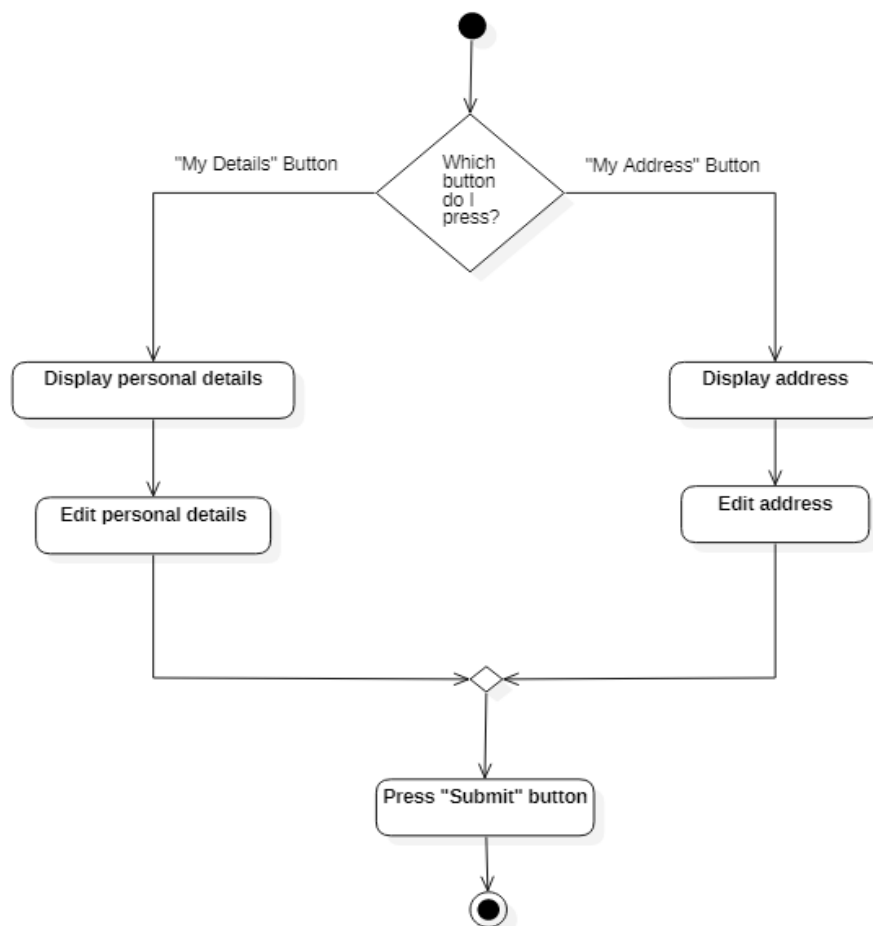 "My Details" Button
Which
button
do I
press?
"My Address" Button
Display personal details
Display address
Edit personal details
Edit address
Press "Submit" button